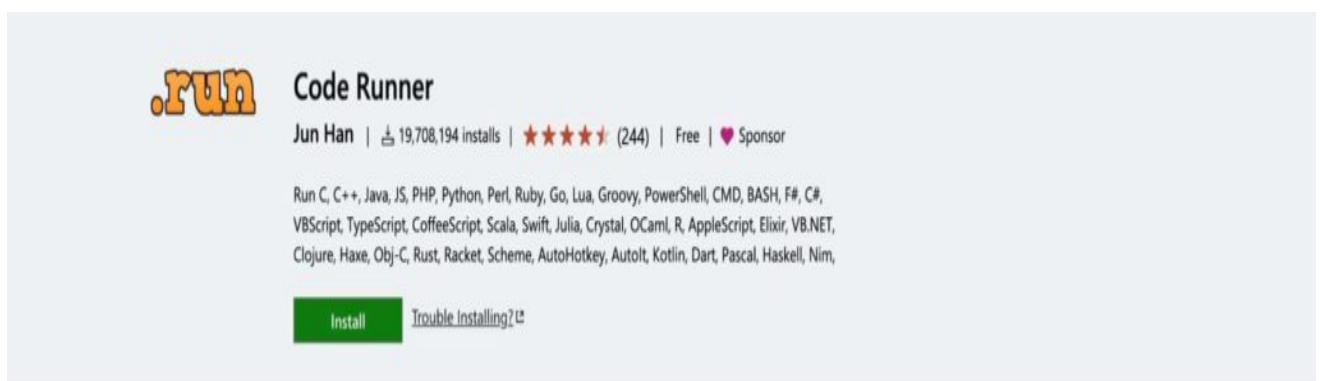 .run
Code Runner
Jun Han | 19,708,194 installs | (244) | Free | Sponsor
Run C, C++, Java, JS, PHP, Python, Perl, Ruby, Go, Lua, Groovy, PowerShell, CMD, BASH, F#, C#,
VBScript, TypeScript, CoffeeScript, Scala, Swift, Julia, Crystal, OCaml, R, AppleScript, Elixir, VB.NET,
Clojure, Haxe, Obj-C, Rust, Racket, Scheme, AutoHotkey, AutoIt, Kotlin, Dart, Pascal, Haskell, Nim,
Install Trouble Installing?